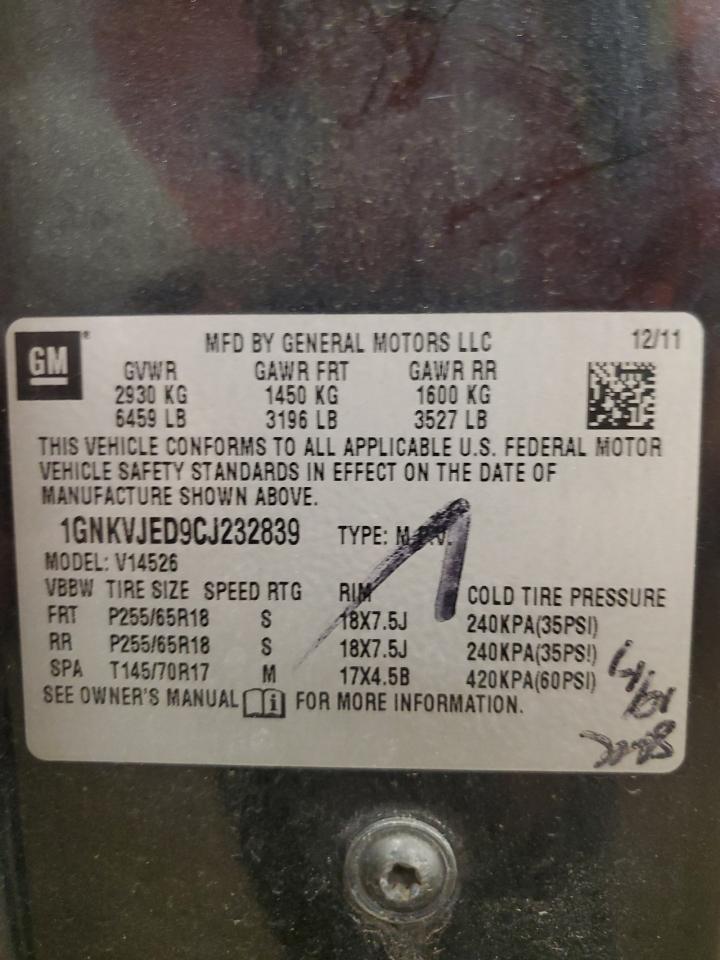 GM ® MFD BY GENERAL MOTORS LLC 12/11
GVWR GAWR FRT GAWR RR
2930 KG 1450 KG 1600 KG
6459 LB 3196 LB 3527 LB
THIS VEHICLE CONFORMS TO ALL APPLICABLE U.S. FEDERAL MOTOR
VEHICLE SAFETY STANDARDS IN EFFECT ON THE DATE OF
MANUFACTURE SHOWN ABOVE.
1GNKVJED9CJ232839 TYPE: M.P.V.
MODEL: V14526
VBBW TIRE SIZE SPEED RTG RIM COLD TIRE PRESSURE
FRT P255/65R18 S 18X7.5J 240KPA(35PSI)
RR P255/65R18 S 18X7.5J 240KPA(35PSI)
SPA T145/70R17 M 17X4.5B 420KPA(60PSI)
SEE OWNER'S MANUAL FOR MORE INFORMATION.